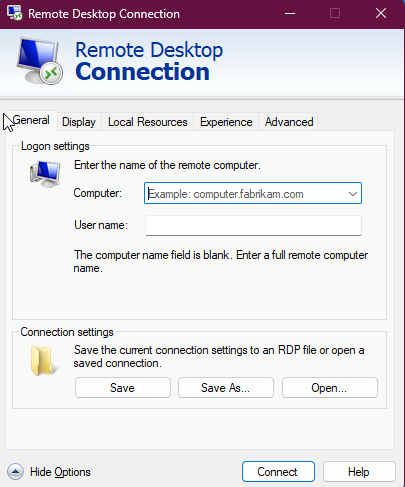 Remote Desktop Connection
Remote Desktop
Connection
General Display Local Resources Experience Advanced
Logon settings
Enter the name of the remote computer.
Computer: Example: computer.fabrikam.com
User name:
The computer name field is blank. Enter a full remote computer
name.
Connection settings
Save the current connection settings to an RDP file or open a
saved connection.
Save Save As... Open...
Hide Options Connect Help